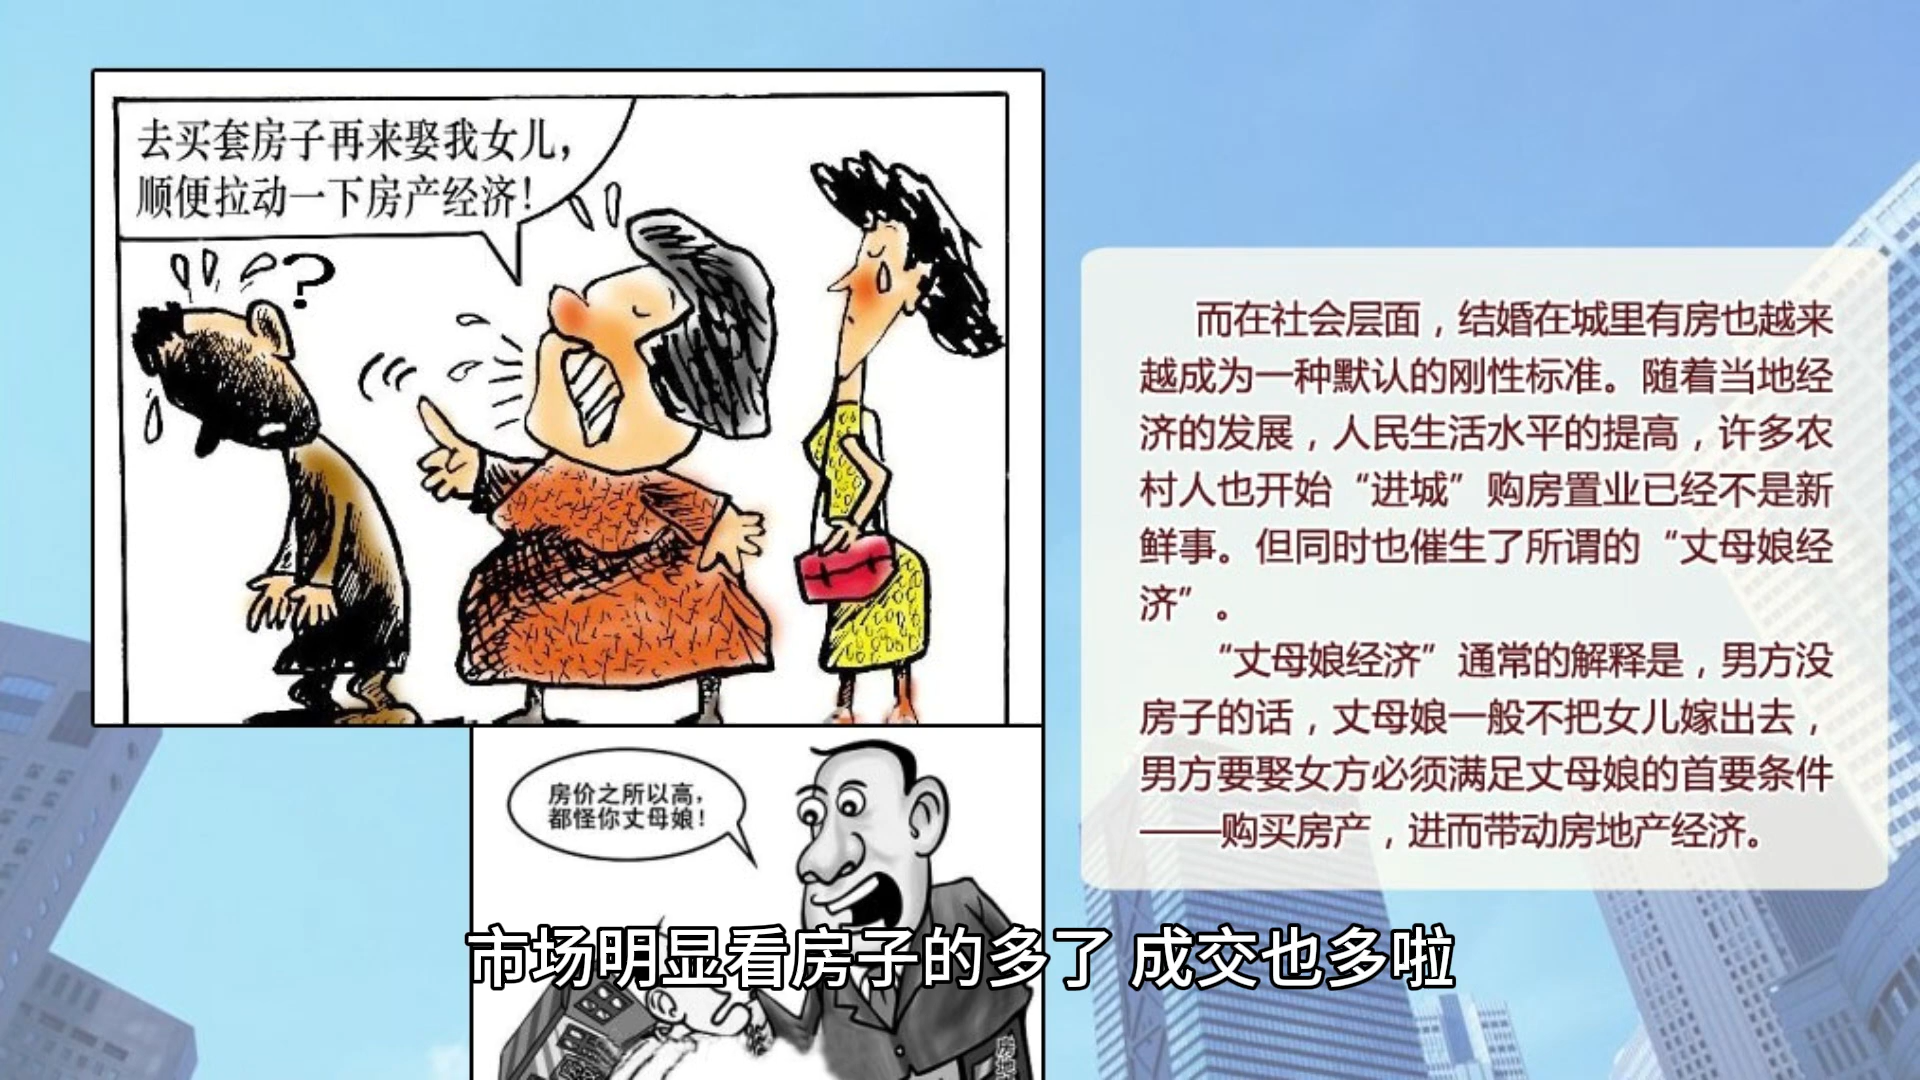 去买套房子再来娶我女儿，
顺便拉动一下房产经济！
?
而在社会层面，结婚在城里有房也越来
越成为一种默认的刚性标准。随着当地经
济的发展，人民生活水平的提高，许多农
村人也开始“进城”购房置业已经不是新
鲜事。但同时也催生了所谓的“丈母娘经
济”。
“丈母娘经济”通常的解释是，男方没
房子的话，丈母娘一般不把女儿嫁出去，
男方要娶女方必须满足丈母娘的首要条件
——购买房产，进而带动房地产经济。
房价之所以高，
都怪你丈母娘！
市场明显看房子的多了 成交也多啦
房地